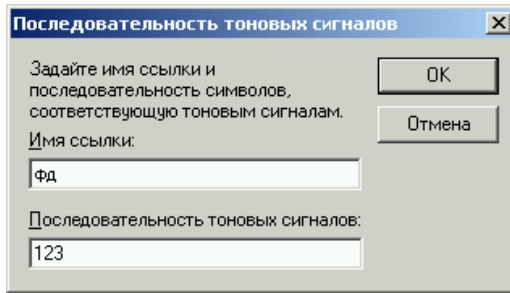 Последовательность тоновых сигналов
Задайте имя ссылки и
последовательность символов,
соответствующую тоновым сигналам.
Имя ссылки:
фд
Последовательность тоновых сигналов:
123
OK
Отмена